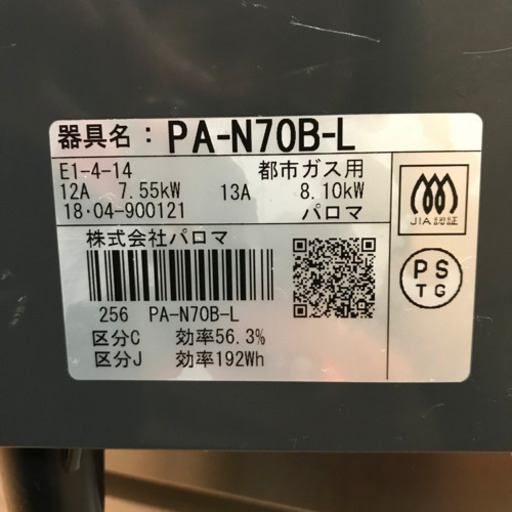 器具名：PA-N70B-L
E1-4-14 都市ガス用
12A 7.55kW 13A 8.10kW
18・04-900121 パロマ
JIA認証
株式会社パロマ
PS
TG
256 PA-N70B-L
区分C 効率56.3%
区分J 効率192Wh